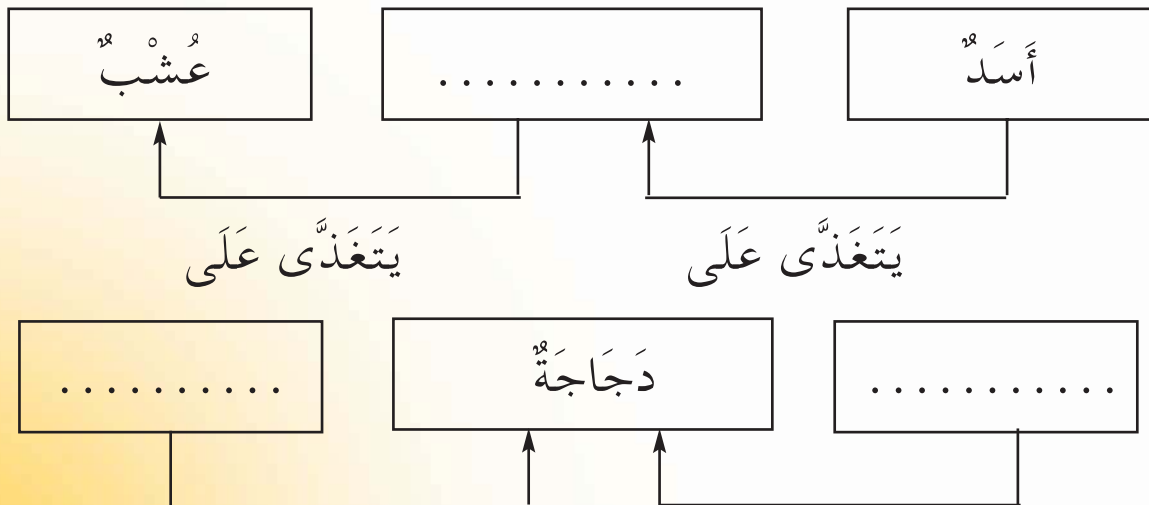 أَسَدٌ ........... عُشْبٌ
يَتَغَذَّى عَلَى يَتَغَذَّى عَلَى
........... دَجَاجَةٌ ..........